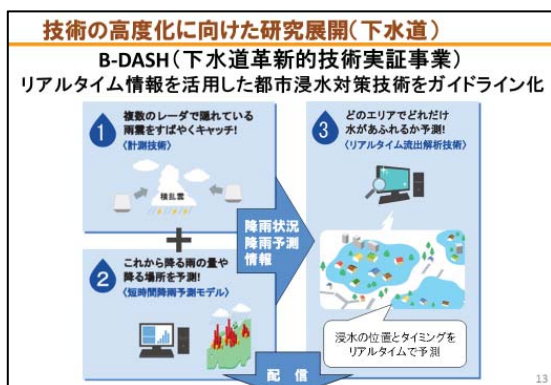 技術の高度化に向けた研究展開(下水道)
B-DASH(下水道革新的技術実証事業)
リアルタイム情報を活用した都市浸水対策技術をガイドライン化
1
複数のレーダで隠れている
雨雲をすばやくキャッチ!
〈計測技術〉
積乱雲
+
2
これから降る雨の量や
降る場所を予測!
〈短時間降雨予測モデル〉
降雨状況
降雨予測
情報
3
どのエリアでどれだけ
水があふれるか予測!
〈リアルタイム流出解析技術〉
浸水の位置とタイミングを
リアルタイムで予測
配信
13